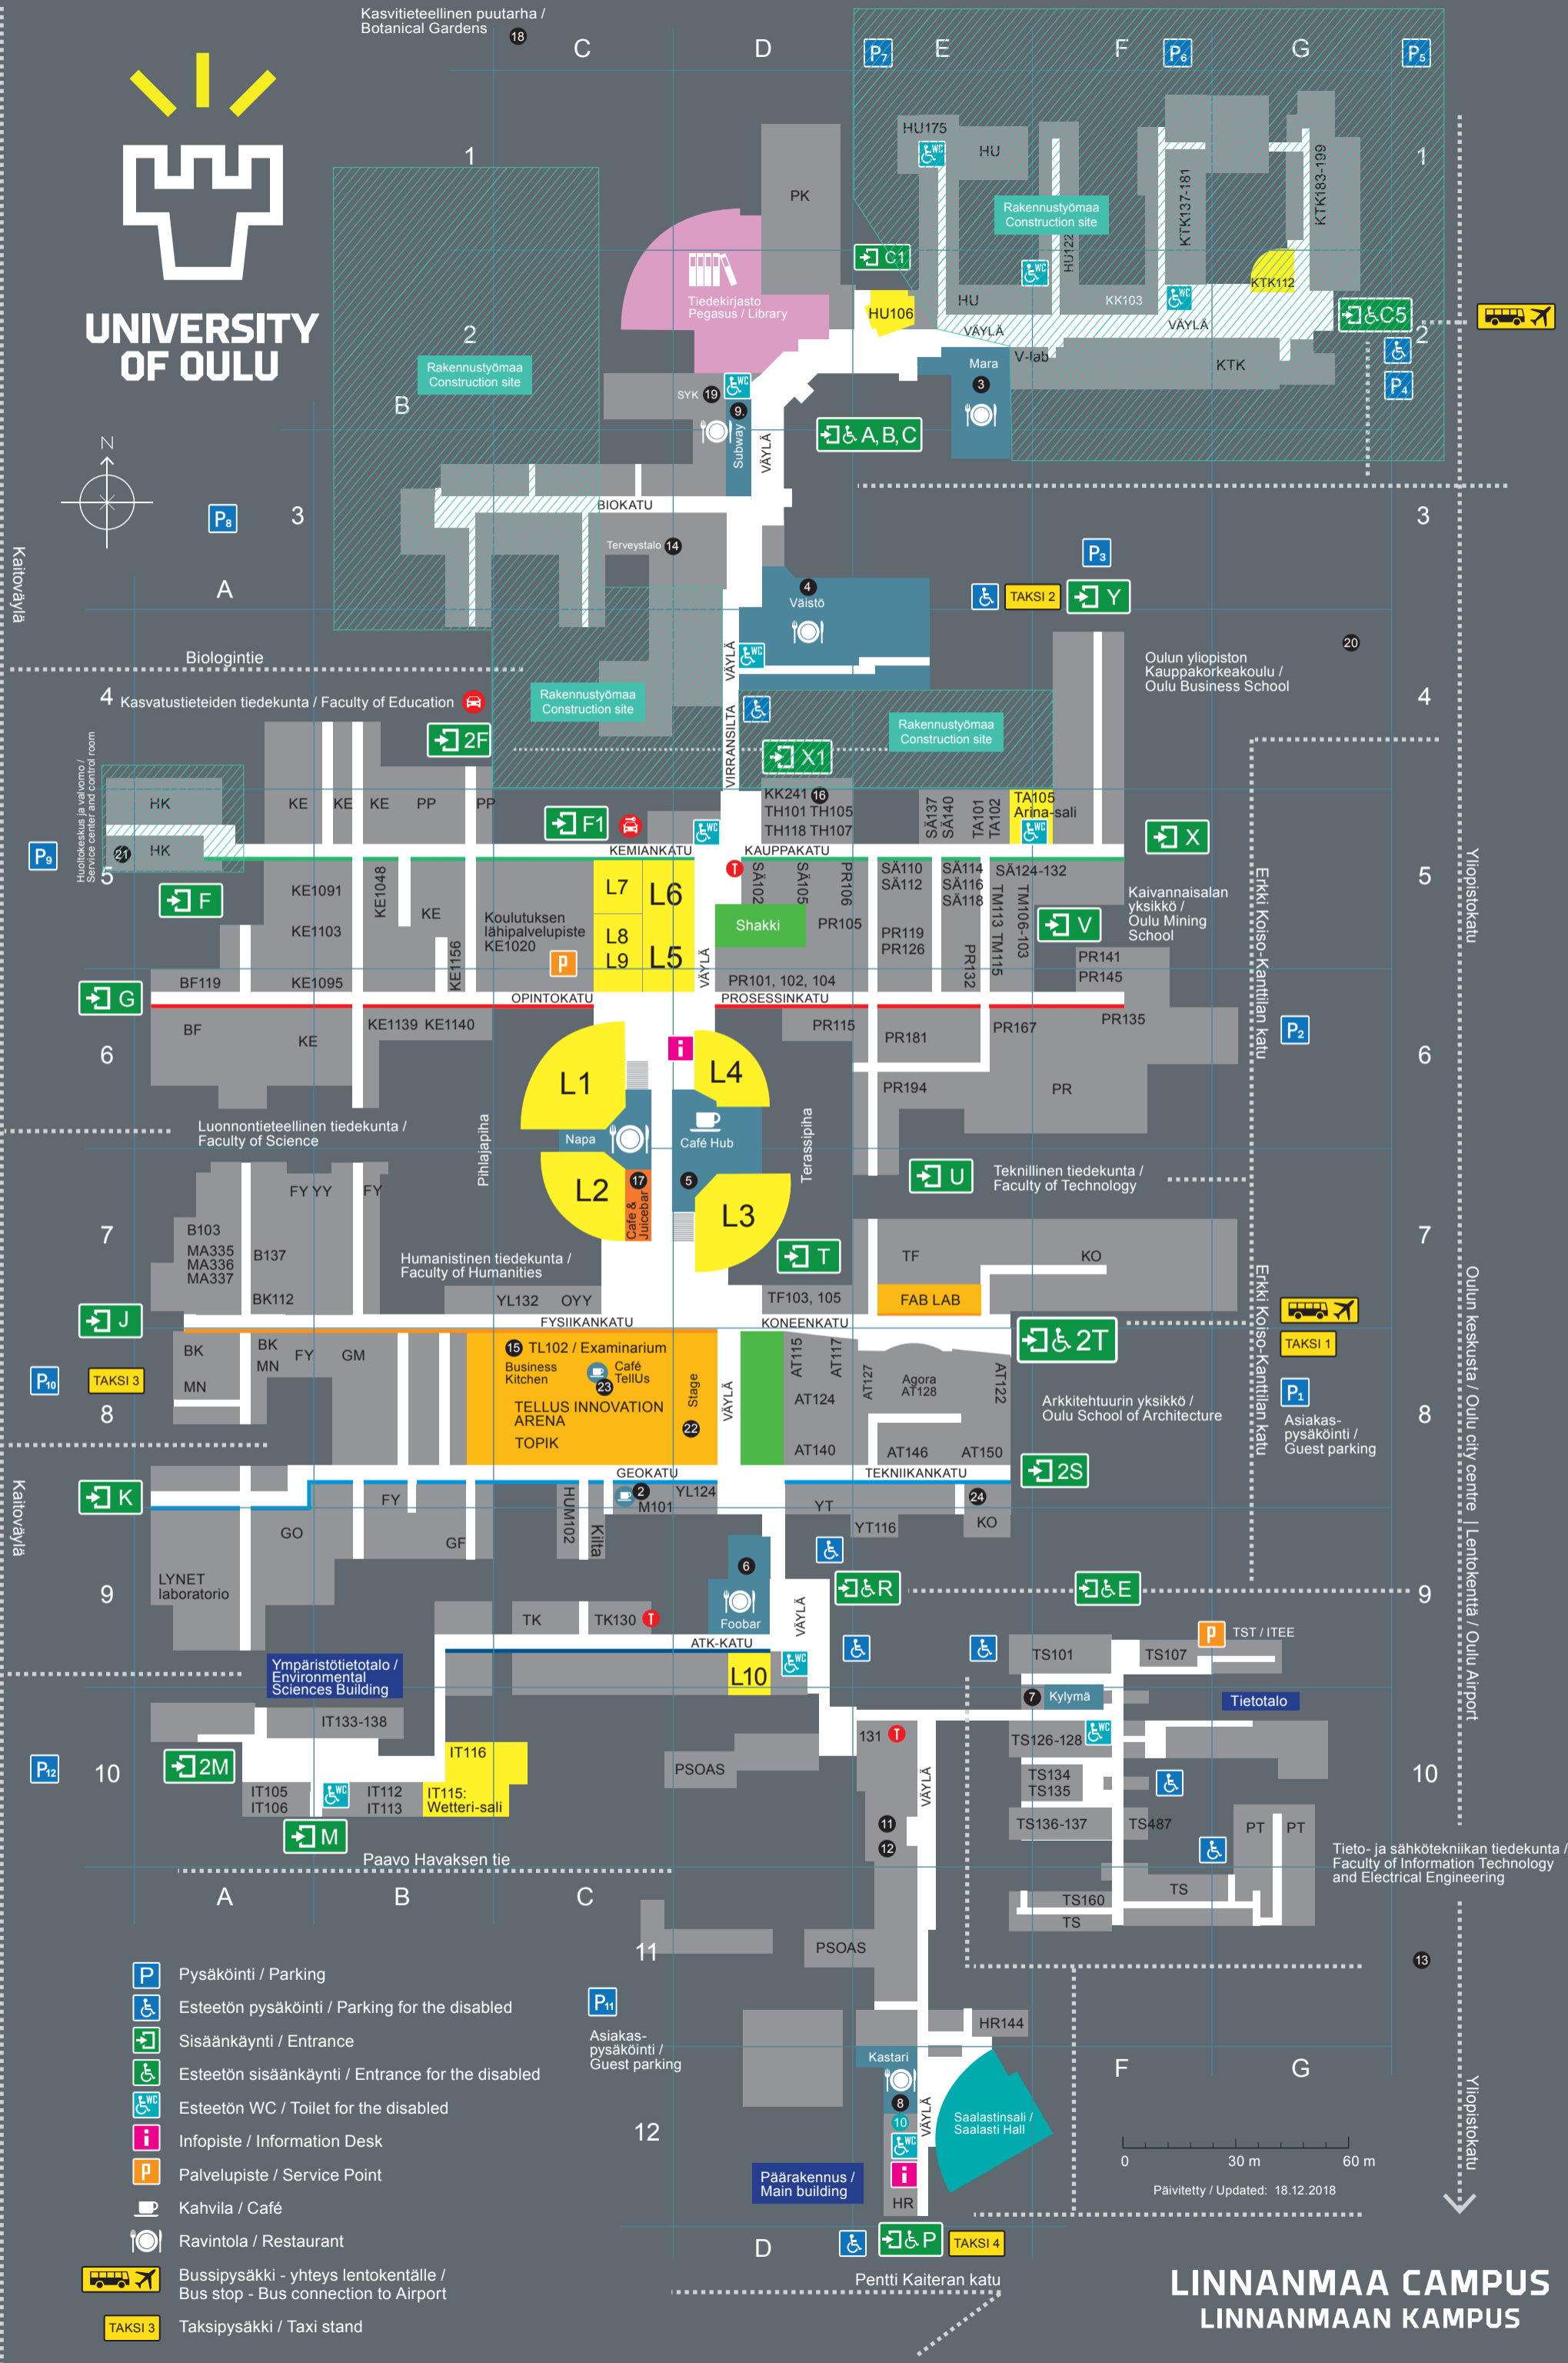 Kasvitieteellinen puutarha /
Botanical Gardens
18
C
D
E
F
G
P7
P6
P5
UNIVERSITY
OF OULU
1
HU175
WC
HU
PK
Rakennustyömaa
Construction site
HU122
KTK137-181
KTK183-199
1
C1
Tiedekirjasto
Pegasus / Library
WC
HU
KK103
WC
KTK112
HU106
VÄYLÄ
VÄYLÄ
C5
2
2
V-lab
KTK
P4
Rakennustyömaa
Construction site
Mara
3
B
SYK
19
WC
9.
Subway
VÄYLÄ
A, B, C
N
P8
3
BIOKATU
3
Terveystalo
14
P3
Kaitoväylä
A
4
Väistö
TAKSI 2
Y
20
Biologintie
VÄYLÄ
WC
Oulun yliopiston
Kauppakorkeakoulu /
Oulu Business School
4
Kasvatustieteiden tiedekunta / Faculty of Education
Rakennustyömaa
Construction site
4
Rakennustyömaa
Construction site
2F
VIRRANSILTA
X1
Huoltokeskus ja valvomo /
Service center and control room
HK
KE
KE
KE
PP
PP
KK241
16
TH101 TH105
TH118 TH107
SÄ137
SÄ140
TA101
TA202
TA105
Arina-sali
WC
F1
WC
X
P9
21
HK
KEMIANKATU
KAUPPAKATU
5
F
KE1091
KE1048
L7
L6
T
SÄ102
SÄ105
PR106
SÄ110
SÄ112
SÄ114
SÄ116
SÄ118
SÄ124-132
5
KE
KE1103
Koulutuksen
lähipalvelupiste
KE1020
L8
L9
L5
VÄYLÄ
Shakki
PR105
PR119
PR126
TM113
TM115
TM106-103
V
Kaivannaisalan
yksikkö /
Oulu Mining
School
Erkki Koiso-Kanttilan katu
Yliopistokatu
KE1156
P
PR132
PR141
PR145
BF119
KE1095
PR101, 102, 104
G
OPINTOKATU
PROSESSINKATU
BF
KE
KE1139 KE1140
PR115
PR181
PR167
PR135
P2
6
i
6
L1
L4
PR194
PR
Luonnontieteellinen tiedekunta /
Faculty of Science
Pihlajapiha
Napa
Café Hub
Terassipiha
U
Teknillinen tiedekunta /
Faculty of Technology
FY YY
FY
L2
17
Cafe &
Juicebar
5
L3
7
B103
MA335
MA336
MA337
B137
BK112
Humanistinen tiedekunta /
Faculty of Humanities
T
TF
KO
7
YL132
OYY
TF103, 105
FAB LAB
Erkki Koiso-Kanttilan katu
J
FYSIIKANKATU
KONEENKATU
2T
TAKSI 1
BK
BK
MN
FY
GM
15
TL102 / Examinarium
Business
Kitchen
Café
TellUs
23
Stage
VÄYLÄ
AT115
AT117
AT127
Agora
AT128
AT122
P10
TAKSI 3
MN
TELLUS INNOVATION
ARENA
TOPIK
22
AT124
Arkkitehtuurin yksikkö /
Oulu School of Architecture
P1
Asiakas-
pysäköinti /
Guest parking
8
8
AT140
AT146
AT150
Oulun keskusta / Oulu city centre | Lentokenttä / Oulu Airport
GEOKATU
TEKNIIKANKATU
2S
K
Kaitoväylä
FY
HUM102
Kilta
2
M101
YL124
YT
24
GO
GF
YT116
KO
6
LYNET
laboratorio
9
R
E
9
TK
TK130
T
Foobar
VÄYLÄ
P
TST / ITEE
ATK-KATU
TS101
TS107
Ympäristötietotalo /
Environmental
Sciences Building
L10
WC
7
Kylymä
Tietotalo
IT133-138
131
T
TS126-128
WC
P12
10
2M
IT116
PSOAS
VÄYLÄ
TS134
TS135
10
IT105
IT106
WC
IT112
IT113
IT115:
Wetteri-sali
11
12
TS136-137
TS487
PT
PT
M
Paavo Havaksen tie
Tieto- ja sähkötekniikan tiedekunta /
Faculty of Information Technology
and Electrical Engineering
A
B
C
TS160
TS
TS
11
PSOAS
13
P
Pysäköinti / Parking
Esteetön pysäköinti / Parking for the disabled
Sisäänkäynti / Entrance
Esteetön sisäänkäynti / Entrance for the disabled
WC
Esteetön WC / Toilet for the disabled
i
Infopiste / Information Desk
P
Palvelupiste / Service Point
Kahvila / Café
Ravintola / Restaurant
Bussipysäkki - yhteys lentokentälle /
Bus stop - Bus connection to Airport
TAKSI 3
Taksipysäkki / Taxi stand
P11
Asiakas-
pysäköinti /
Guest parking
HR144
Kastari
8
10
WC
i
HR
VÄYLÄ
Saalastinsali /
Saalasti Hall
F
G
12
Päärakennus /
Main building
0
30 m
60 m
Päivitetty / Updated: 18.12.2018
Yliopistokatu
D
P
TAKSI 4
Pentti Kaiteran katu
LINNANMAA CAMPUS
LINNANMAAN KAMPUS